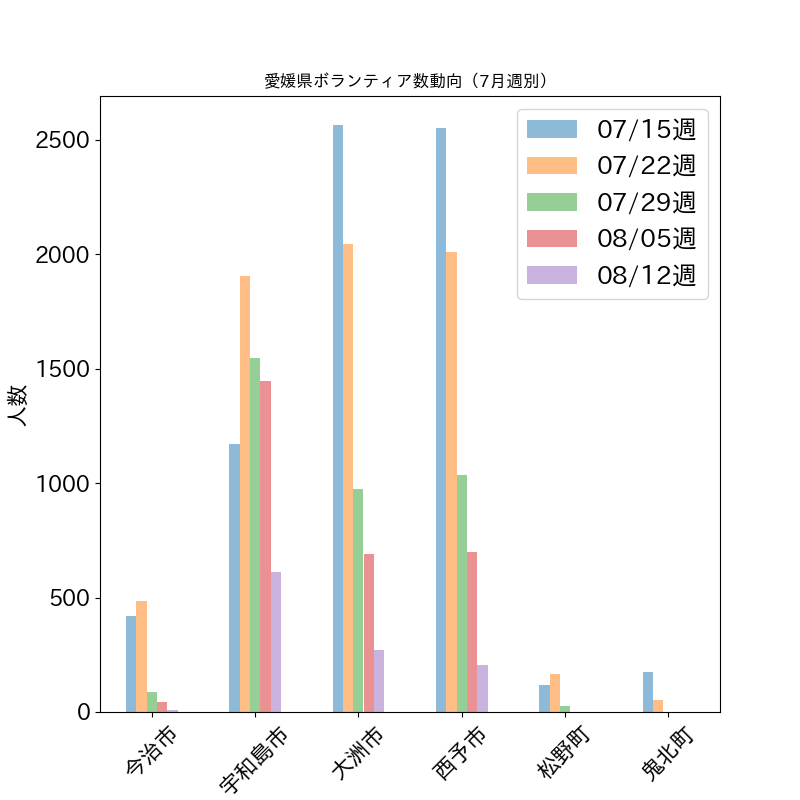 愛媛県ボランティア数動向（7月週別）
07/15週
07/22週
07/29週
08/05週
08/12週
人数
2500
2000
1500
1000
500
0
今治市
宇和島市
大洲市
西予市
松野町
鬼北町